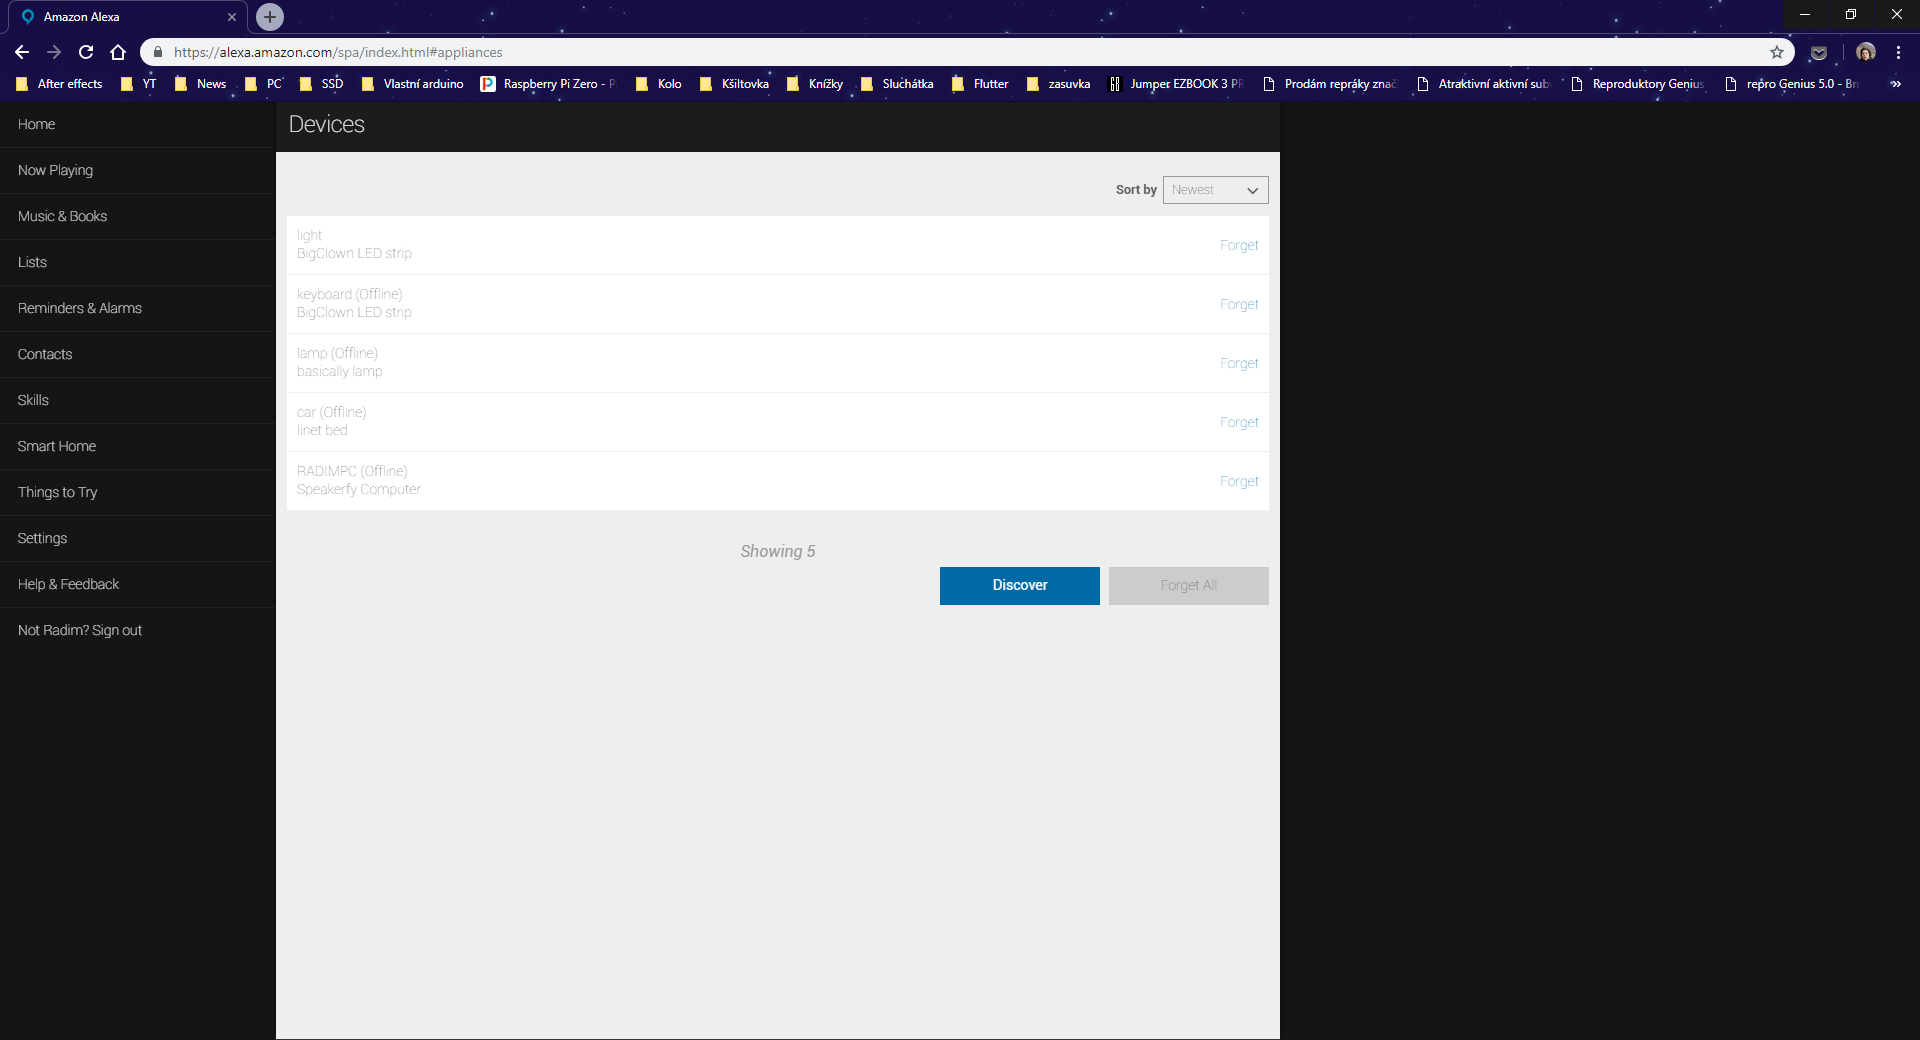 Amazon Alexa
https://alexa.amazon.com/spa/index.html#appliances
After effects
YT
News
PC
SSD
Vlastní arduino
Raspberry Pi Zero - P
Kolo
Kšiltovka
Knížky
Sluchátka
Flutter
zasuvka
Jumper EZBOOK 3 PR
Prodám repráky znač
Atraktivní aktivní sub
Reproduktory Genius
repro Genius 5.0 - Br
Home
Now Playing
Music & Books
Lists
Reminders & Alarms
Contacts
Skills
Smart Home
Things to Try
Settings
Help & Feedback
Not Radim? Sign out
Devices
Sort by Newest
light
BigClown LED strip
Forget
keyboard (Offline)
BigClown LED strip
Forget
lamp (Offline)
basically lamp
Forget
car (Offline)
linet bed
Forget
RADIMPC (Offline)
Speakerfy Computer
Forget
Showing 5
Discover
Forget All